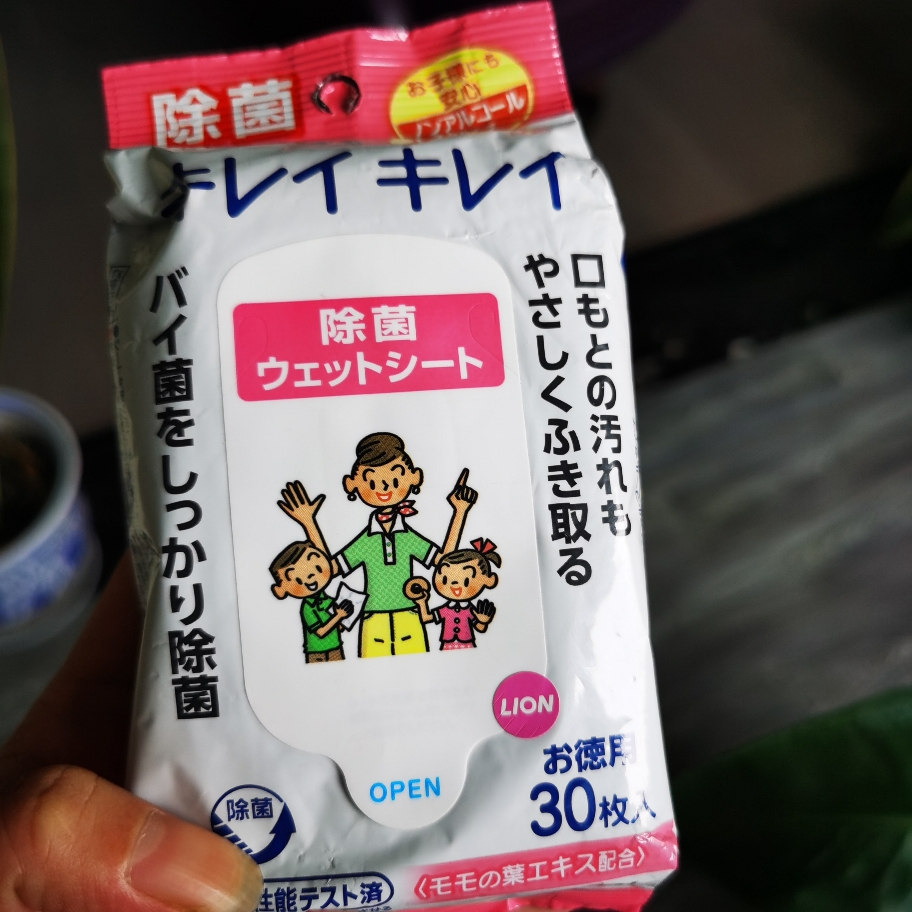 除菌
お子様にも
安心
ノンアルコール
キレイキレイ
口もとの汚れも
やさしくふき取る
バイ菌をしっかり除菌
除菌
ウェットシート
LION
OPEN
お徳用
30枚入
除菌
性能テスト済
〈モモの葉エキス配合〉